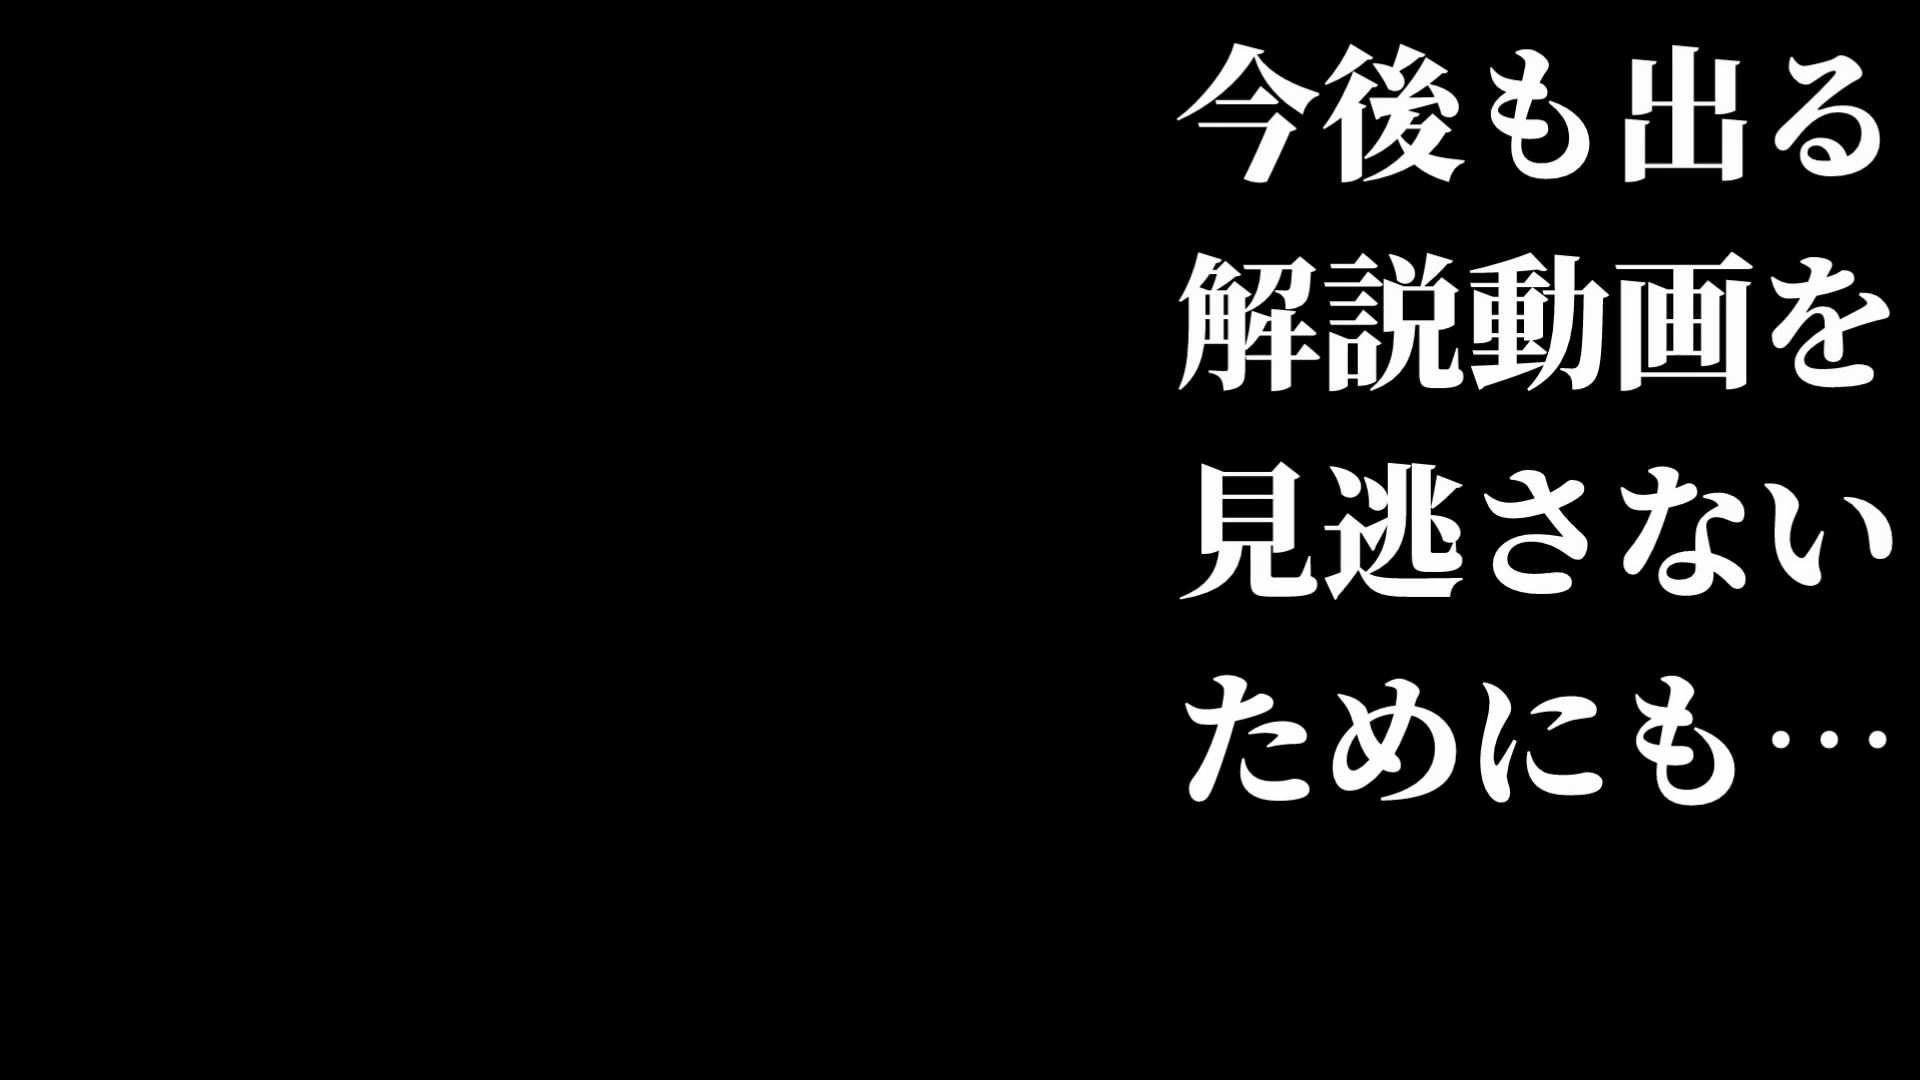 今後も出る
解説動画を
見逃さない
ためにも…